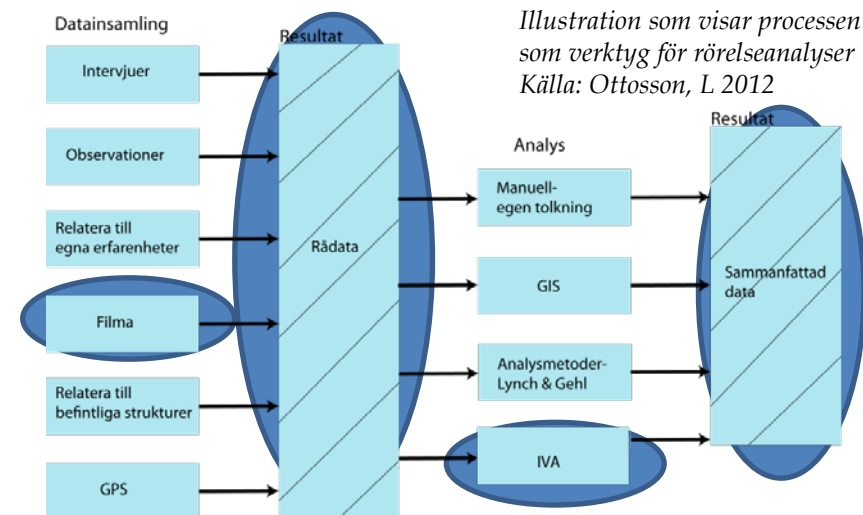 Illustration som visar processen
som verktyg för rörelseanalyser
Källa: Ottosson, L 2012
Datainsamling
Intervjuer
Observationer
Relatera till
egna erfarenheter
Filma
Relatera till
befintliga strukturer
GPS
Resultat
Rådata
Analys
Manuell-
egen tolkning
GIS
Analysmetoder-
Lynch & Gehl
IVA
Resultat
Sammanfattad
data